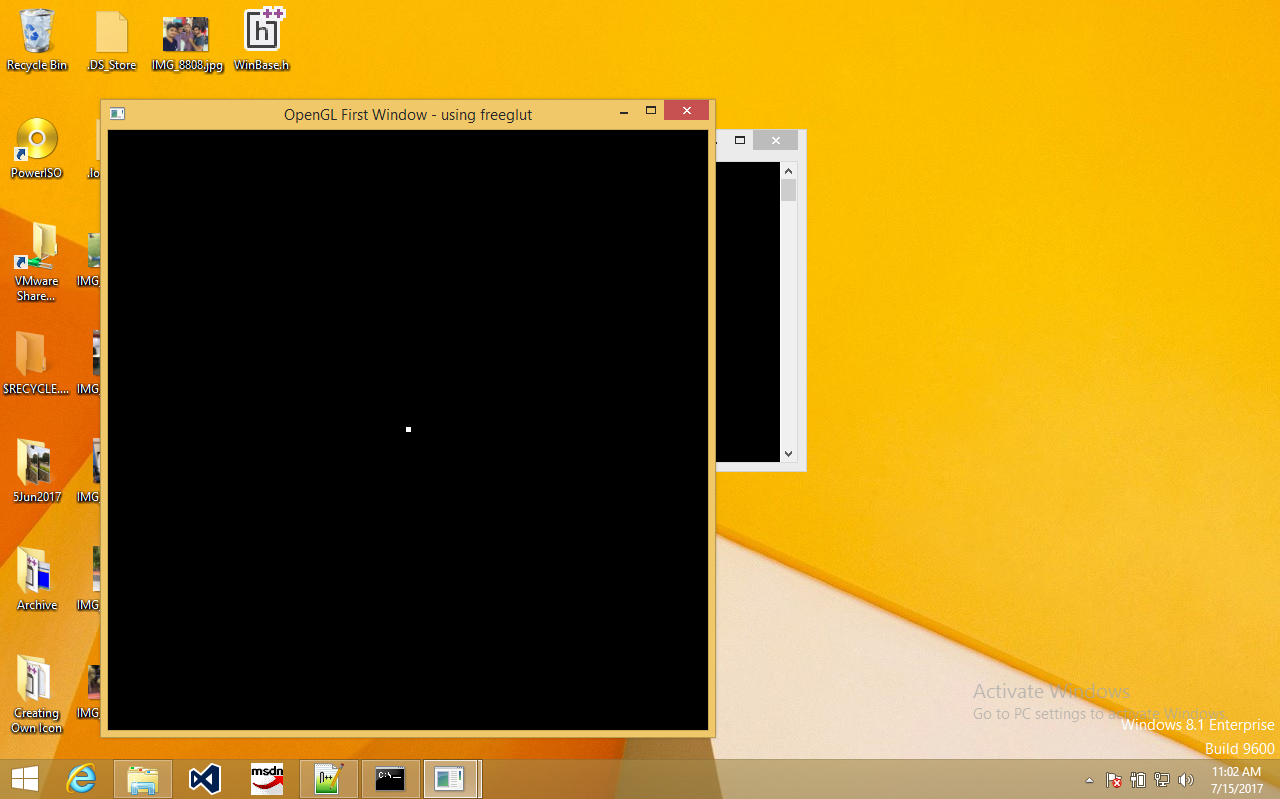 Recycle Bin
.DS_Store
IMG_8808.jpg
WinBase.h
OpenGL First Window - using freeglut
PowerISO
.lo
VMware
Share...
IMG_
$RECYCLE....
IMG_
5Jun2017
IMG_
Archive
IMG_
Creating
Own Icon
IMG_
Activate Windows
Go to PC settings to activate Windows.
Windows 8.1 Enterprise
Build 9600
msdn
C:\_
11:02 AM
7/15/2017